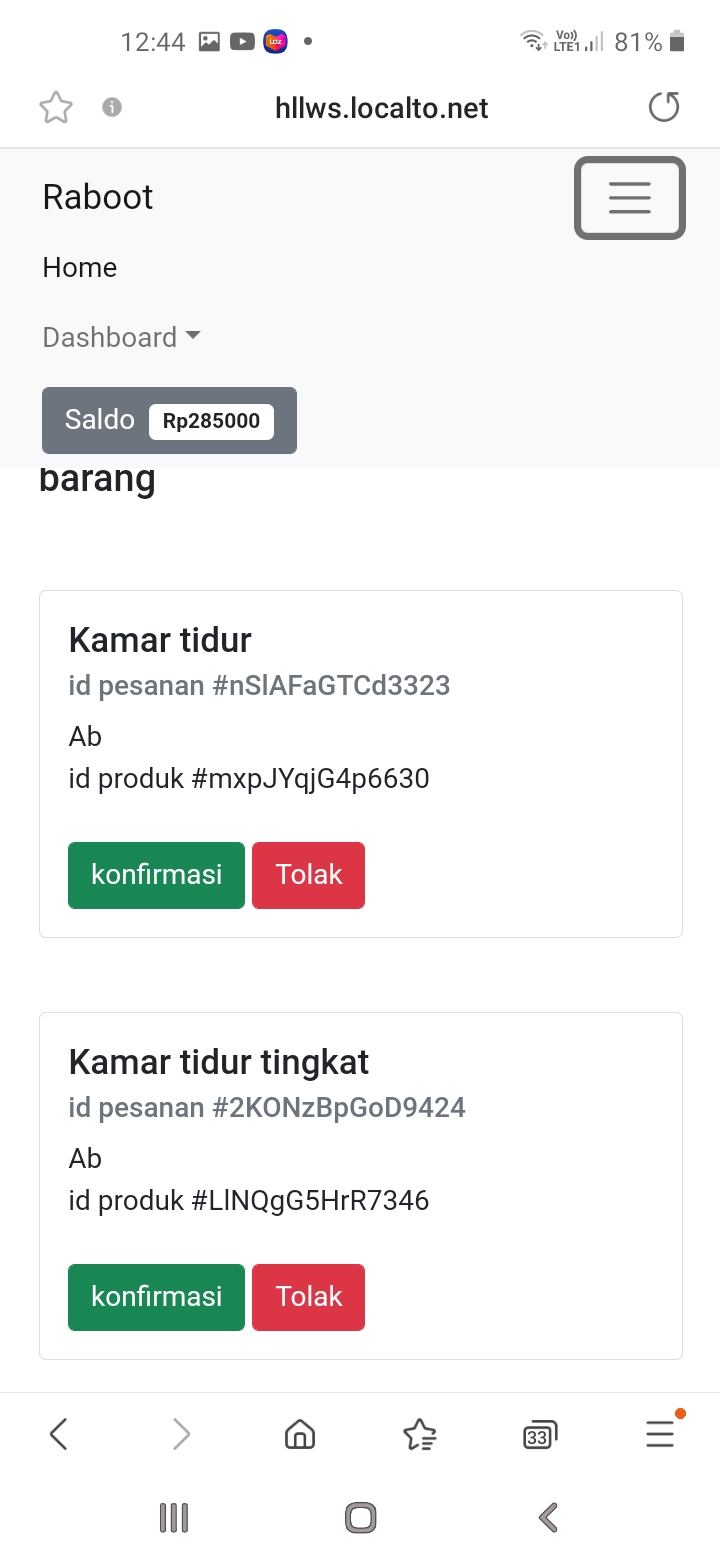 12:44
Vo)) LTE1 81%
hllws.localto.net
Raboot
Home
Dashboard
Saldo Rp285000
barang
Kamar tidur
id pesanan #nSlAFaGTCd3323
Ab
id produk #mxpJYqjG4p6630
konfirmasi Tolak
Kamar tidur tingkat
id pesanan #2KONzBpGoD9424
Ab
id produk #LlNQgG5HrR7346
konfirmasi Tolak
33